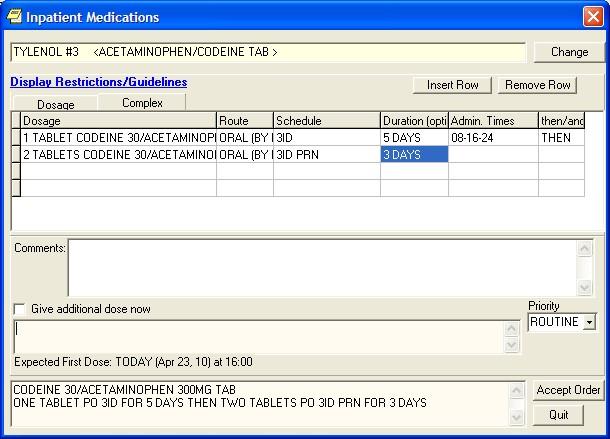 Inpatient Medications
TYLENOL #3 <ACETAMINOPHEN/CODEINE TAB >
Change
Display Restrictions/Guidelines
Insert Row
Remove Row
Dosage
Complex
Dosage Route Schedule Duration (opti Admin. Times then/and
1 TABLET CODEINE 30/ACETAMINOPI ORAL (BY 3ID 5 DAYS 08-16-24 THEN
2 TABLETS CODEINE 30/ACETAMINO ORAL (BY 3ID PRN 3 DAYS
Comments:
Give additional dose now
Priority
ROUTINE
Expected First Dose: TODAY (Apr 23, 10) at 16:00
CODEINE 30/ACETAMINOPHEN 300MG TAB
ONE TABLET PO 3ID FOR 5 DAYS THEN TWO TABLETS PO 3ID PRN FOR 3 DAYS
Accept Order
Quit